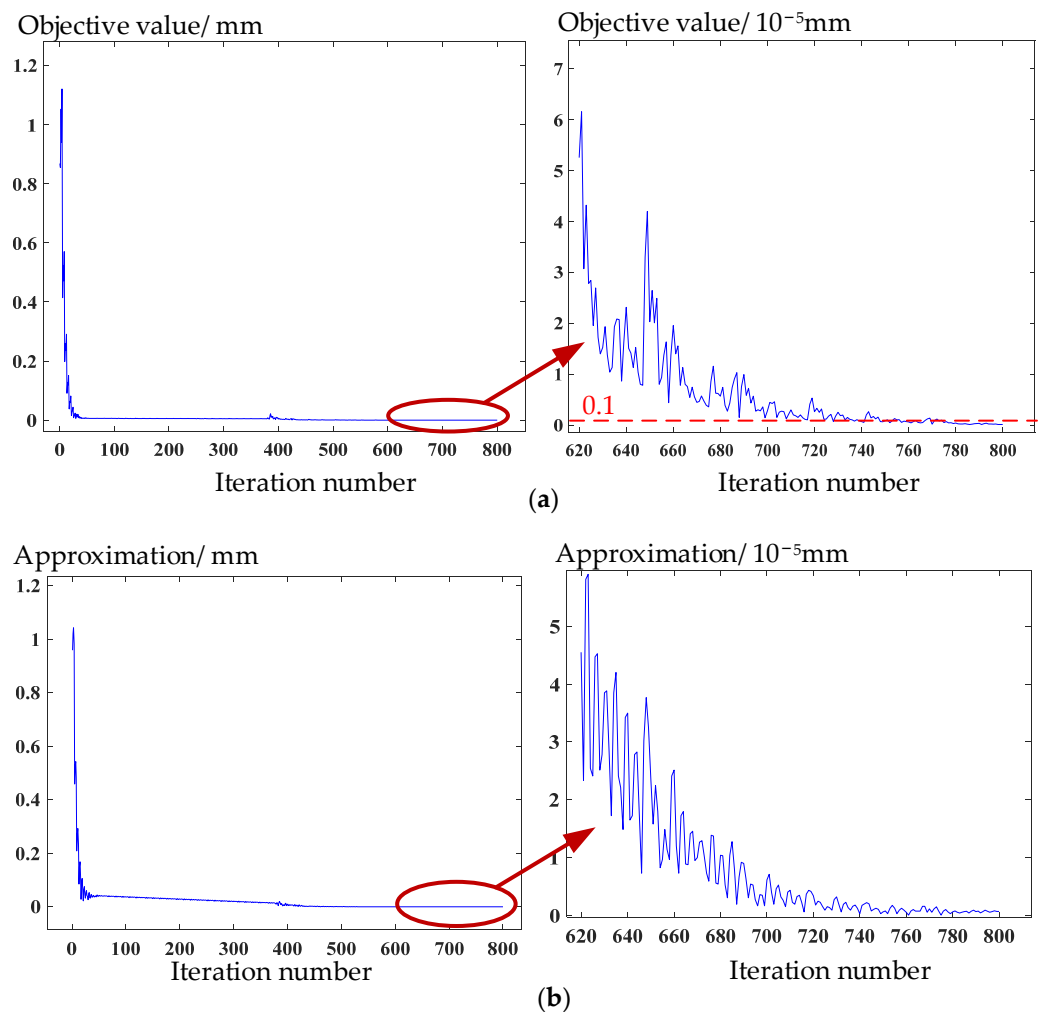 Objective value/ mm
1.2
1
0.8
0.6
0.4
0.2
0
0 100 200 300 400 500 600 700 800
Iteration number
Objective value/ 10⁻⁵mm
7
6
5
4
3
2
1
0.1
0
620 640 660 680 700 720 740 760 780 800
Iteration number
(a)
Approximation/ mm
1.2
1
0.8
0.6
0.4
0.2
0
0 100 200 300 400 500 600 700 800
Iteration number
Approximation/ 10⁻⁵mm
5
4
3
2
1
0
620 640 660 680 700 720 740 760 780 800
Iteration number
(b)